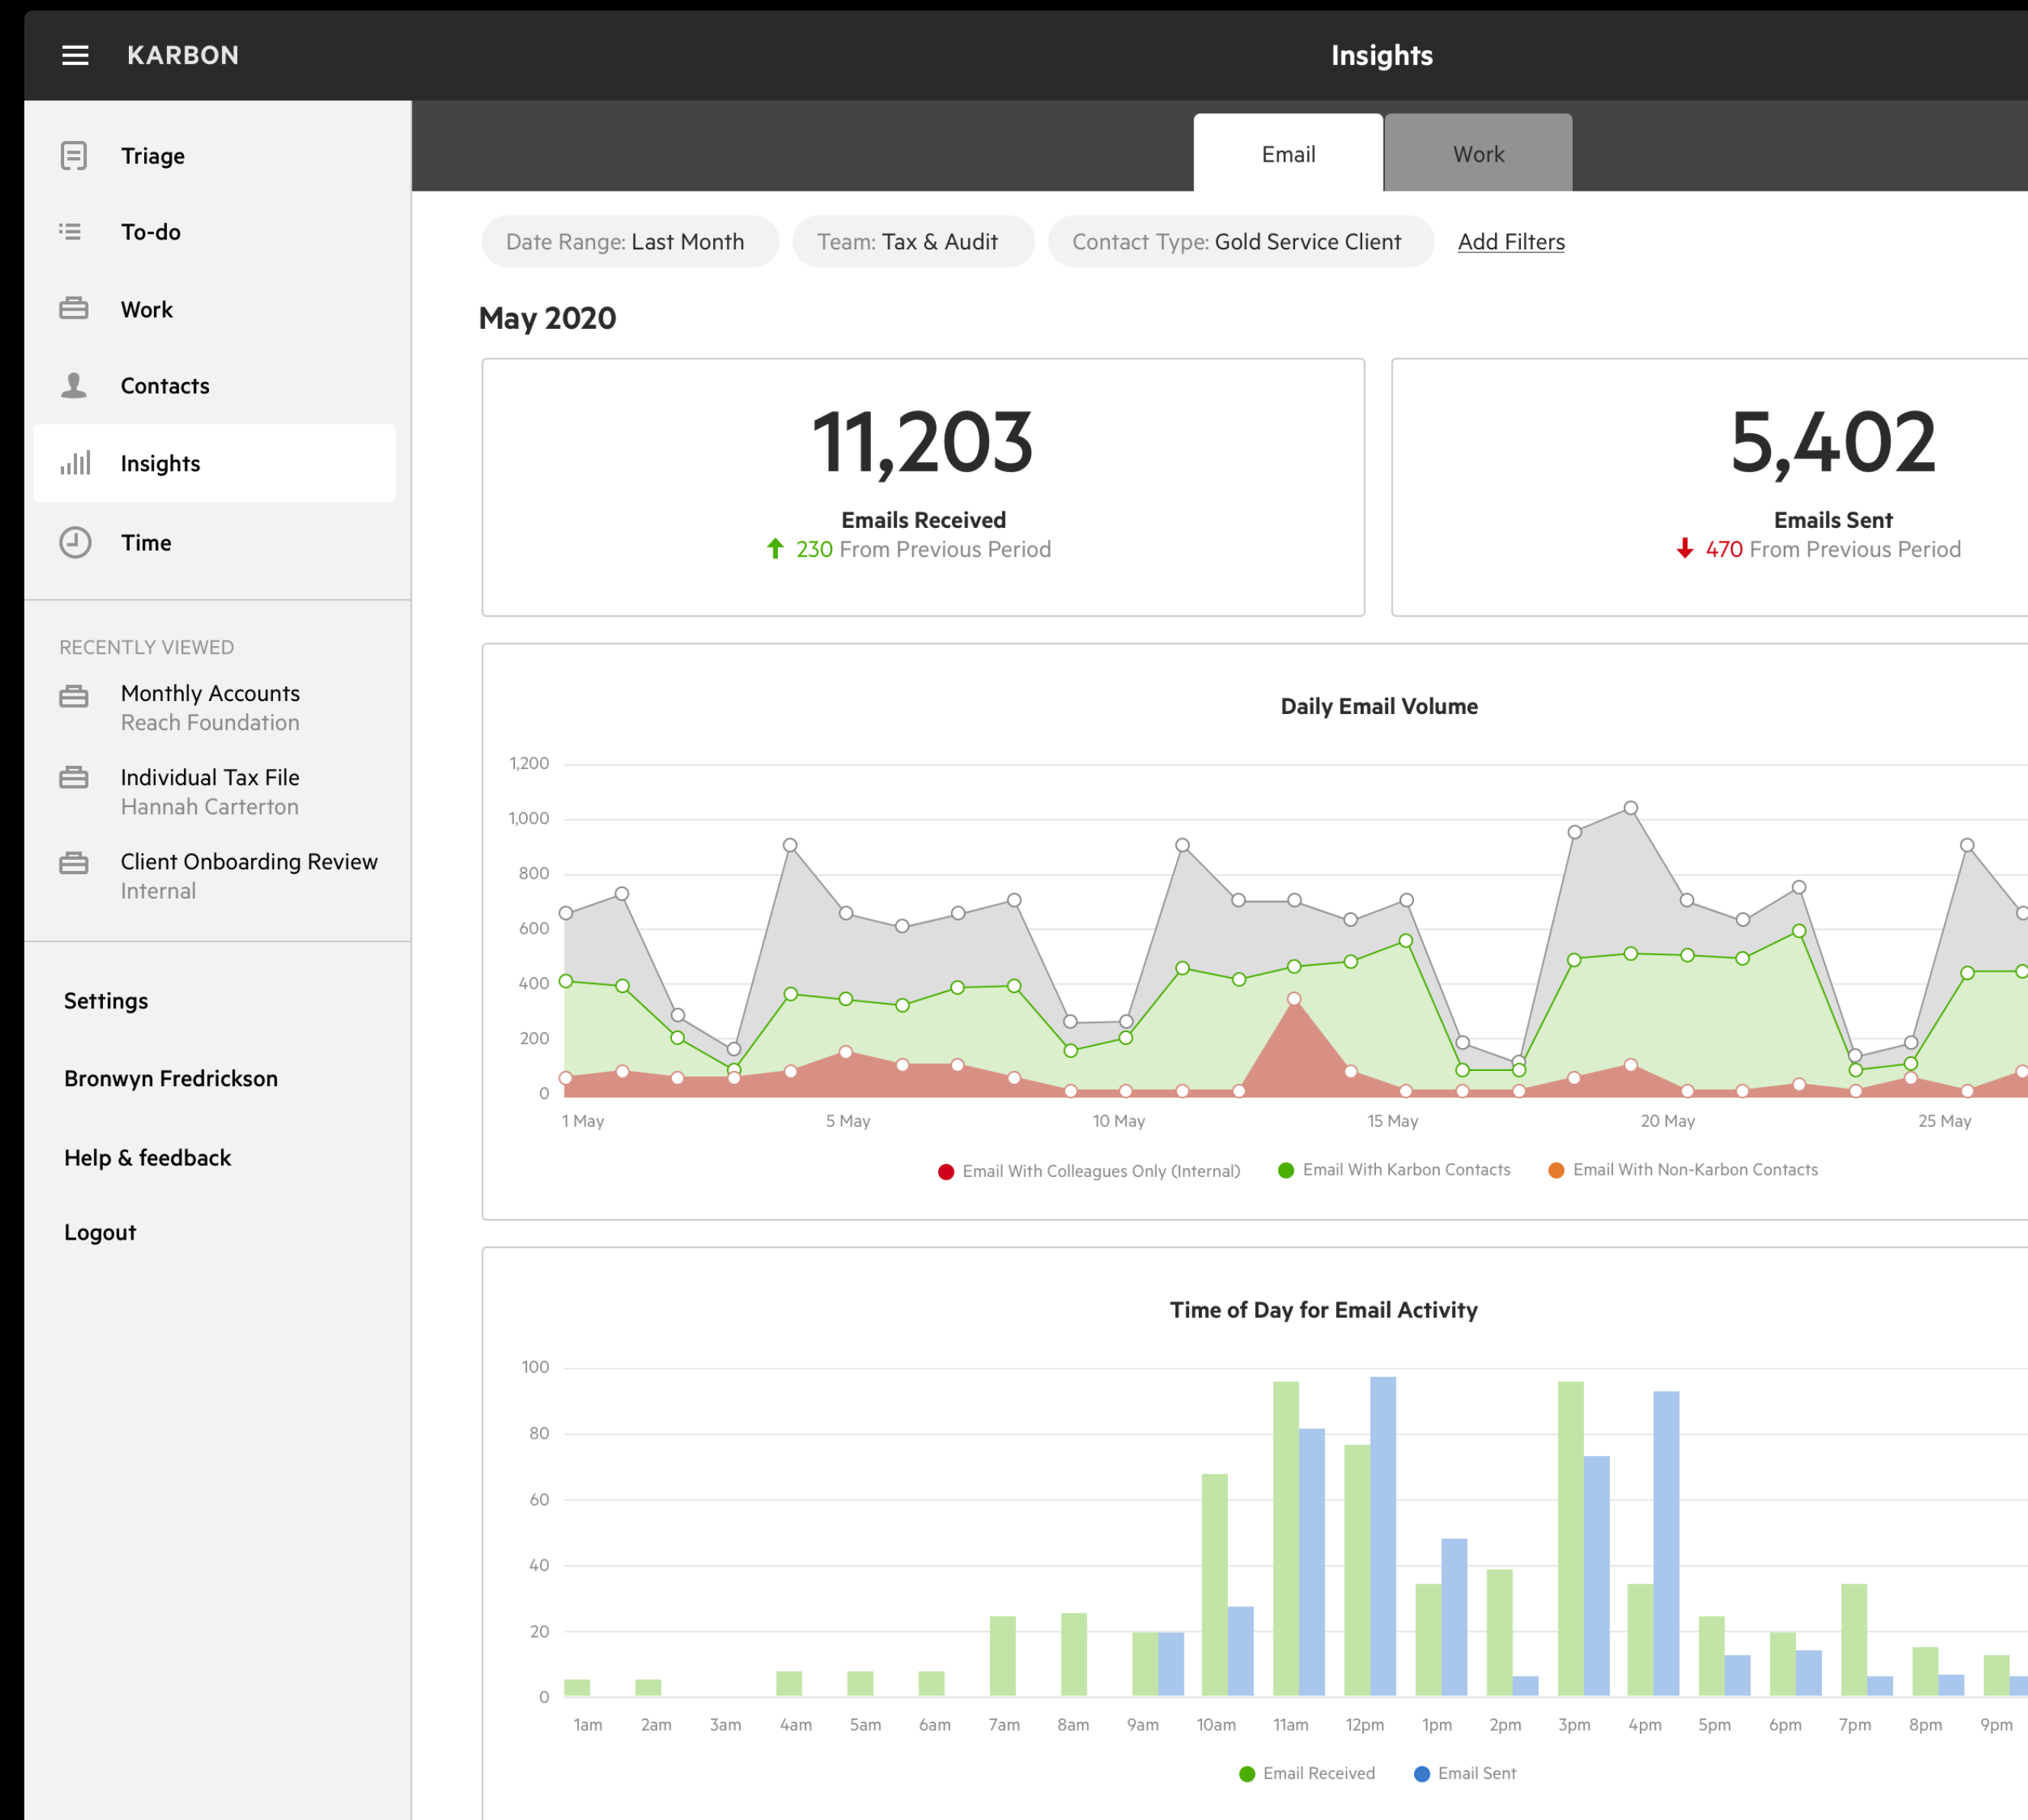 KARBON
Insights
Triage
To-do
Work
Contacts
Insights
Time
RECENTLY VIEWED
Monthly Accounts
Reach Foundation
Individual Tax File
Hannah Carterton
Client Onboarding Review
Internal
Settings
Bronwyn Fredrickson
Help & feedback
Logout
Email
Work
Date Range: Last Month
Team: Tax & Audit
Contact Type: Gold Service Client
Add Filters
May 2020
11,203
Emails Received
230 From Previous Period
5,402
Emails Sent
470 From Previous Period
Daily Email Volume
1,200
1,000
800
600
400
200
0
1 May
5 May
10 May
15 May
20 May
25 May
Email With Colleagues Only (Internal)
Email With Karbon Contacts
Email With Non-Karbon Contacts
Time of Day for Email Activity
100
80
60
40
20
0
1am
2am
3am
4am
5am
6am
7am
8am
9am
10am
11am
12pm
1pm
2pm
3pm
4pm
5pm
6pm
7pm
8pm
9pm
Email Received
Email Sent